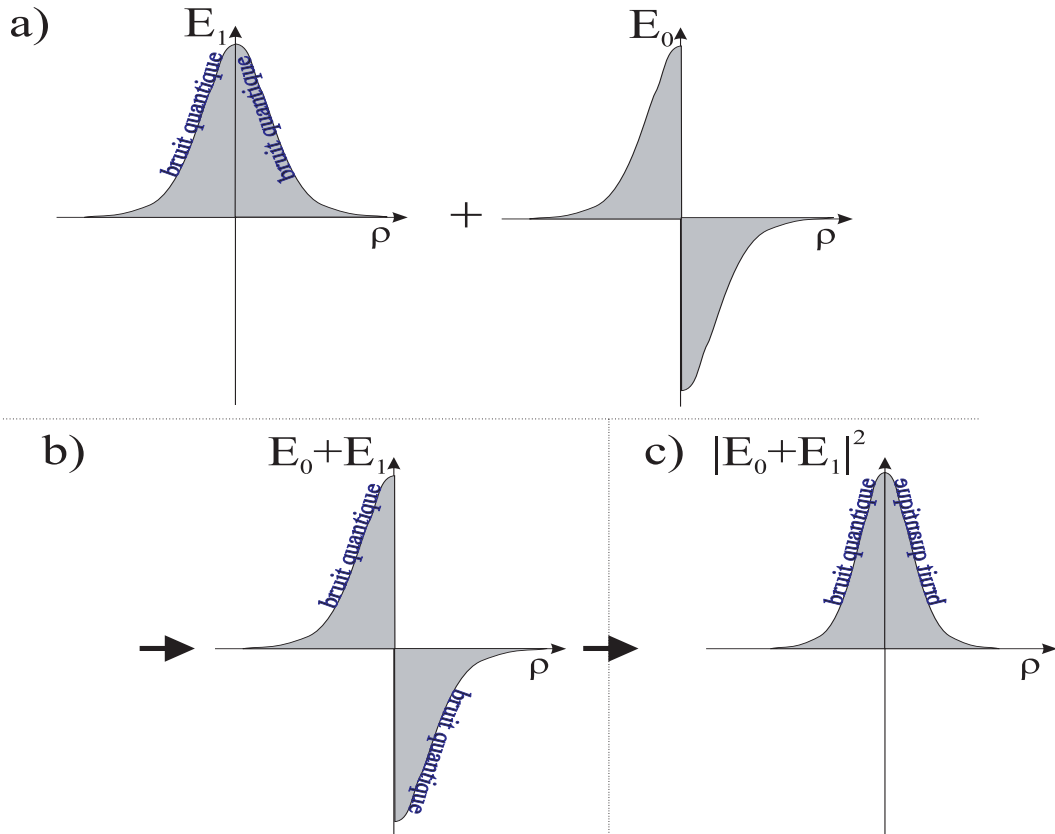 a)
E₁
bruit quantique
bruit quantique
ρ
+
E₀
ρ
b)
E₀+E₁
bruit quantique
bruit quantique
ρ
c)
|E₀+E₁|²
bruit quantique
bruit quantique
ρ